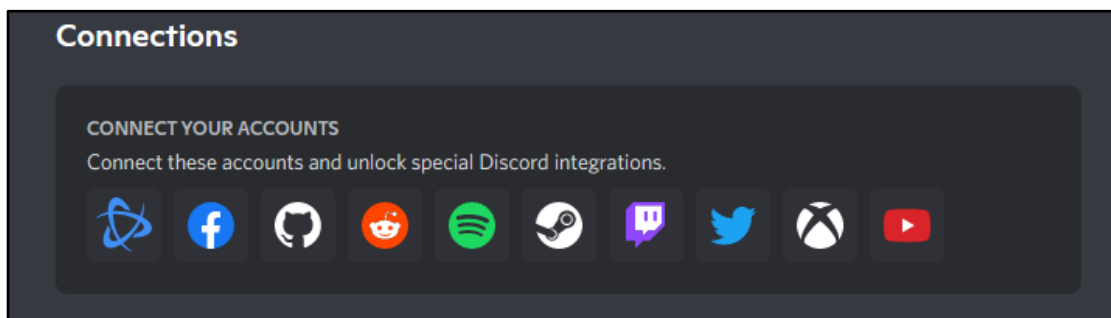 Connections
CONNECT YOUR ACCOUNTS
Connect these accounts and unlock special Discord integrations.